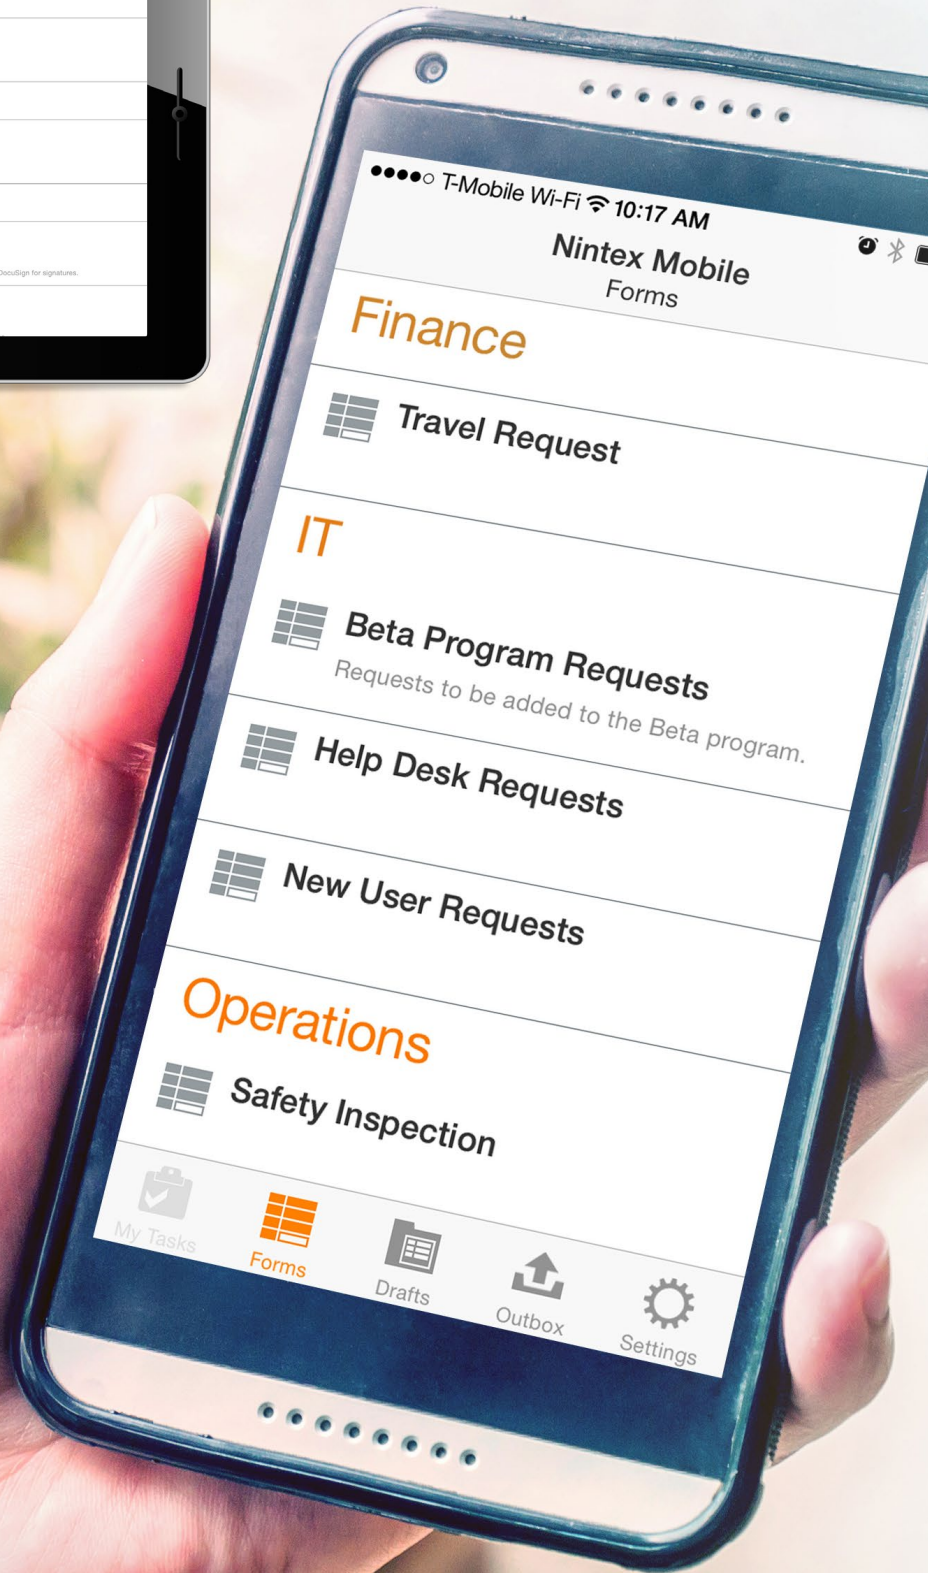 DocuSign for signatures.
T-Mobile Wi-Fi 10:17 AM
Nintex Mobile
Forms
Finance
Travel Request
IT
Beta Program Requests
Requests to be added to the Beta program.
Help Desk Requests
New User Requests
Operations
Safety Inspection
My Tasks
Forms
Drafts
Outbox
Settings